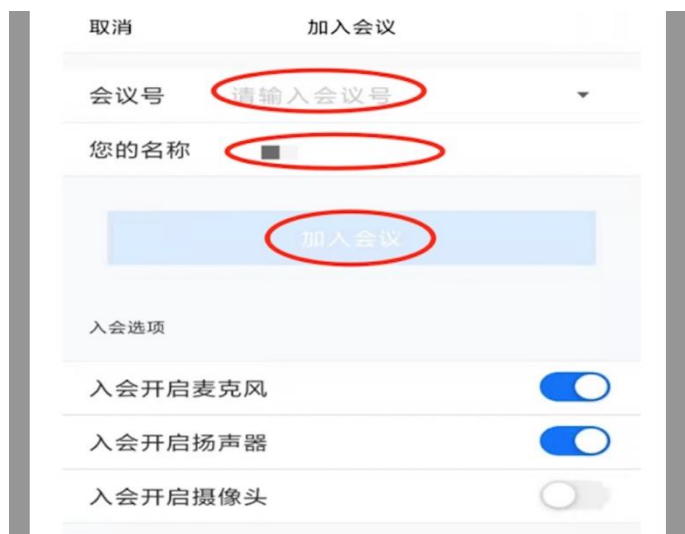 取消 加入会议
会议号 请输入会议号
您的名称
加入会议
入会选项
入会开启麦克风
入会开启扬声器
入会开启摄像头